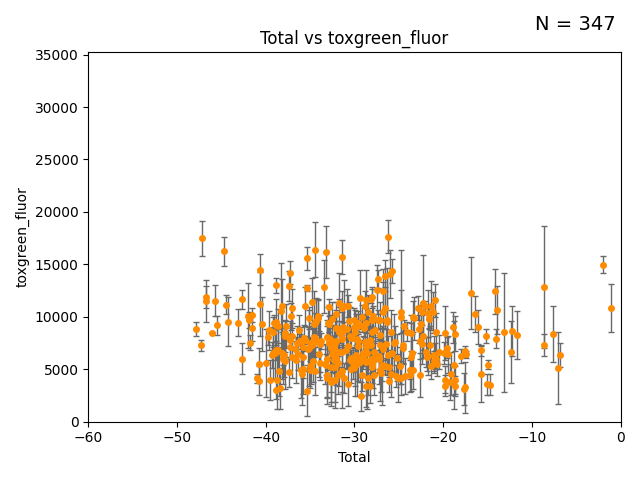 N = 347
Total vs toxgreen_fluor
35000
30000
25000
20000
15000
10000
5000
0
toxgreen_fluor
−60 −50 −40 −30 −20 −10 0
Total